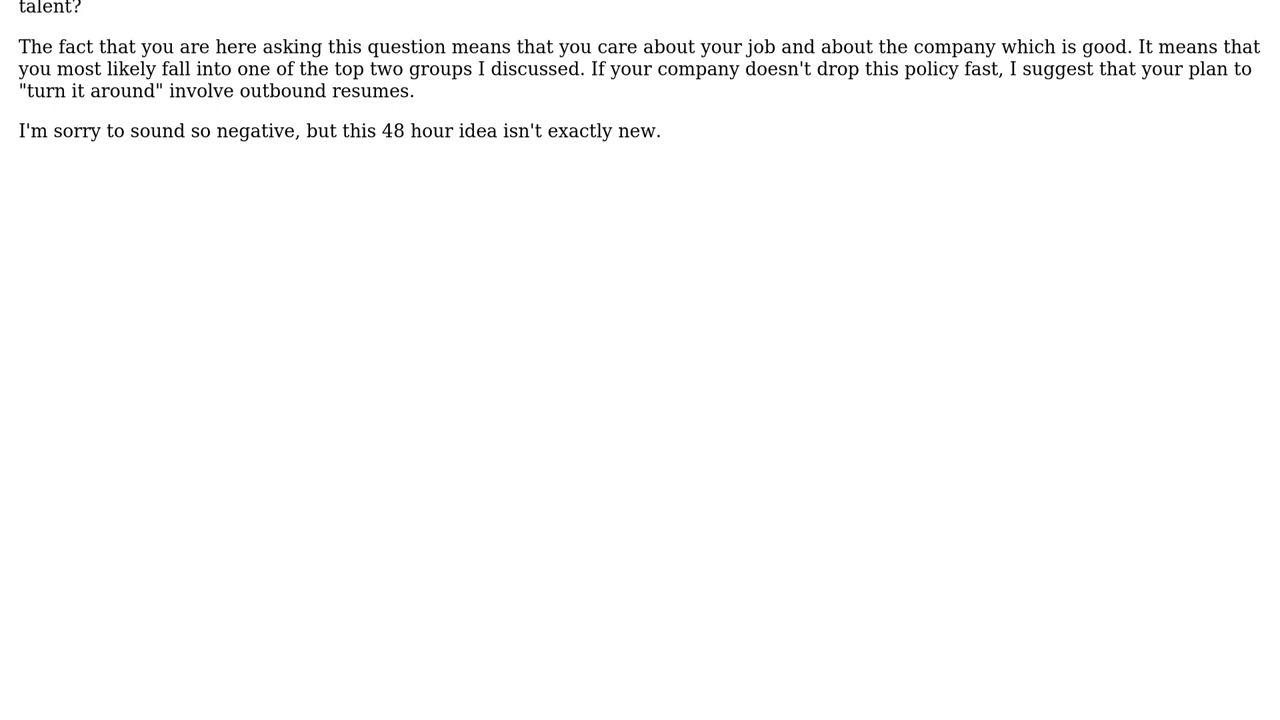 talent?
The fact that you are here asking this question means that you care about your job and about the company which is good. It means that
you most likely fall into one of the top two groups I discussed. If your company doesn't drop this policy fast, I suggest that your plan to
"turn it around" involve outbound resumes.
I'm sorry to sound so negative, but this 48 hour idea isn't exactly new.